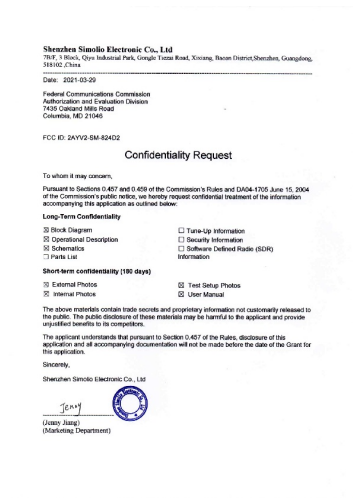 Shenzhen Simolio Electronic Co., Ltd
7B/F, 3 Block, Qiyu Industrial Park, Gongle Tiezai Road, Xixiang, Baoan District,Shenzhen, Guangdong,
518102 ,China
Date: 2021-03-29
Federal Communications Commission
Authorization and Evaluation Division
7435 Oakland Mills Road
Columbia, MD 21046
FCC ID: 2AYV2-SM-824D2
Confidentiality Request
To whom it may concern,
Pursuant to Sections 0.457 and 0.459 of the Commission's Rules and DA04-1705 June 15, 2004
of the Commission's public notice, we hereby request confidential treatment of the information
accompanying this application as outlined below:
Long-Term Confidentiality
☒ Block Diagram ☐ Tune-Up Information
☒ Operational Description ☐ Security Information
☒ Schematics ☐ Software Defined Radio (SDR)
☐ Parts List Information
Short-term confidentiality (180 days)
☒ External Photos ☒ Test Setup Photos
☒ Internal Photos ☒ User Manual
The above materials contain trade secrets and proprietary information not customarily released to
the public. The public disclosure of these materials may be harmful to the applicant and provide
unjustified benefits to its competitors.
The applicant understands that pursuant to Section 0.457 of the Rules, disclosure of this
application and all accompanying documentation will not be made before the date of the Grant for
this application.
Sincerely,
Shenzhen Simolio Electronic Co., Ltd
Jenny
(Jenny Jiang)
(Marketing Department)